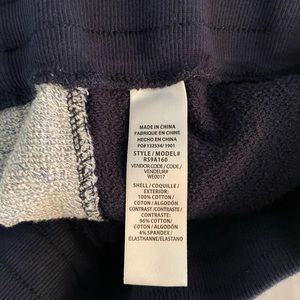 MADE IN CHINA
FABRIQUE EN CHINE
HECHO EN CHINA
PO# 132534/ 1901
STYLE / MODEL#
RS9A160
VENDOR CODE / CODE/
VENDEUR#
WE0017
SHELL / COQUILLE /
EXTERIOR:
100% COTTON /
COTON/ ALGODÓN
CONTRAST /CONTRASTE/
CONTRASTE:
96% COTTON /
COTON/ ALGODÓN
4% SPANDEX /
ELASTHANNE/ELASTANO